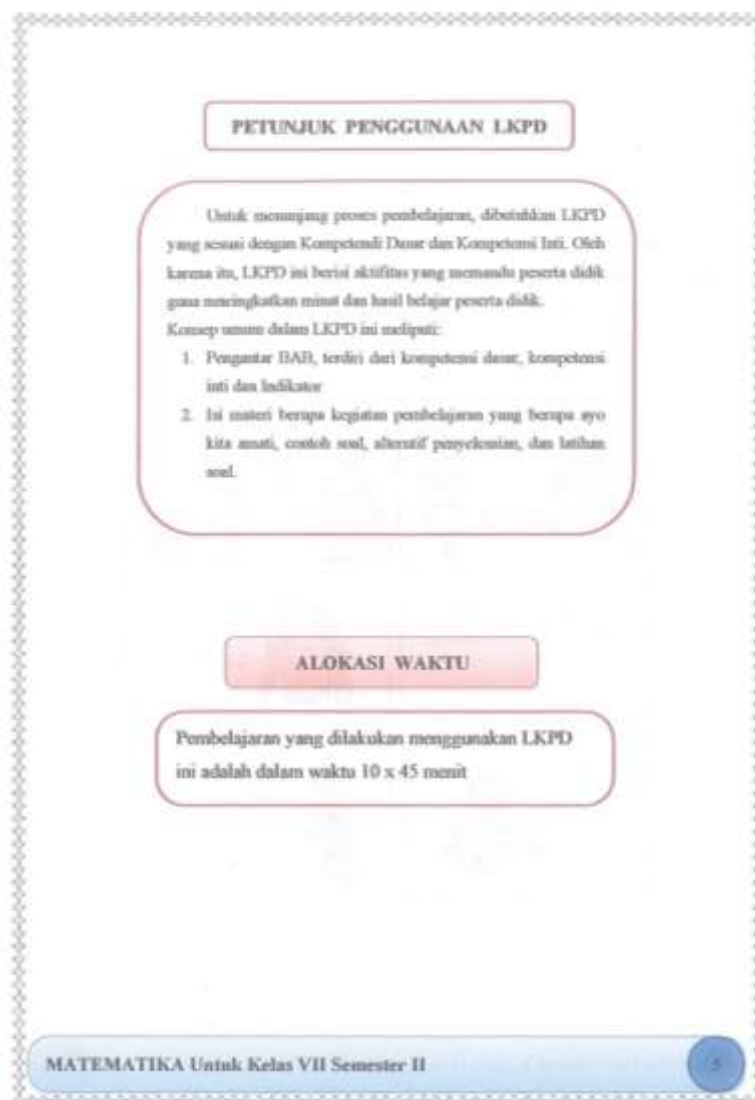 PETUNJUK PENGGUNAAN LKPD
Untuk menunjang proses pembelajaran, dibutuhkan LKPD
yang sesuai dengan Kompetendi Dasar dan Kompetensi Inti. Oleh
karena itu, LKPD ini berisi aktifitas yang memandu peserta didik
guna meningkatkan minat dan hasil belajar peserta didik.
Konsep umum dalam LKPD ini meliputi:
1. Pengantar BAB, terdiri dari kompetensi dasar, kompetensi
inti dan Indikator
2. Isi materi berupa kegiatan pembelajaran yang berupa ayo
kita amati, contoh soal, alternatif penyelesaian, dan latihan
soal.
ALOKASI WAKTU
Pembelajaran yang dilakukan menggunakan LKPD
ini adalah dalam waktu 10 x 45 menit
MATEMATIKA Untuk Kelas VII Semester II
5